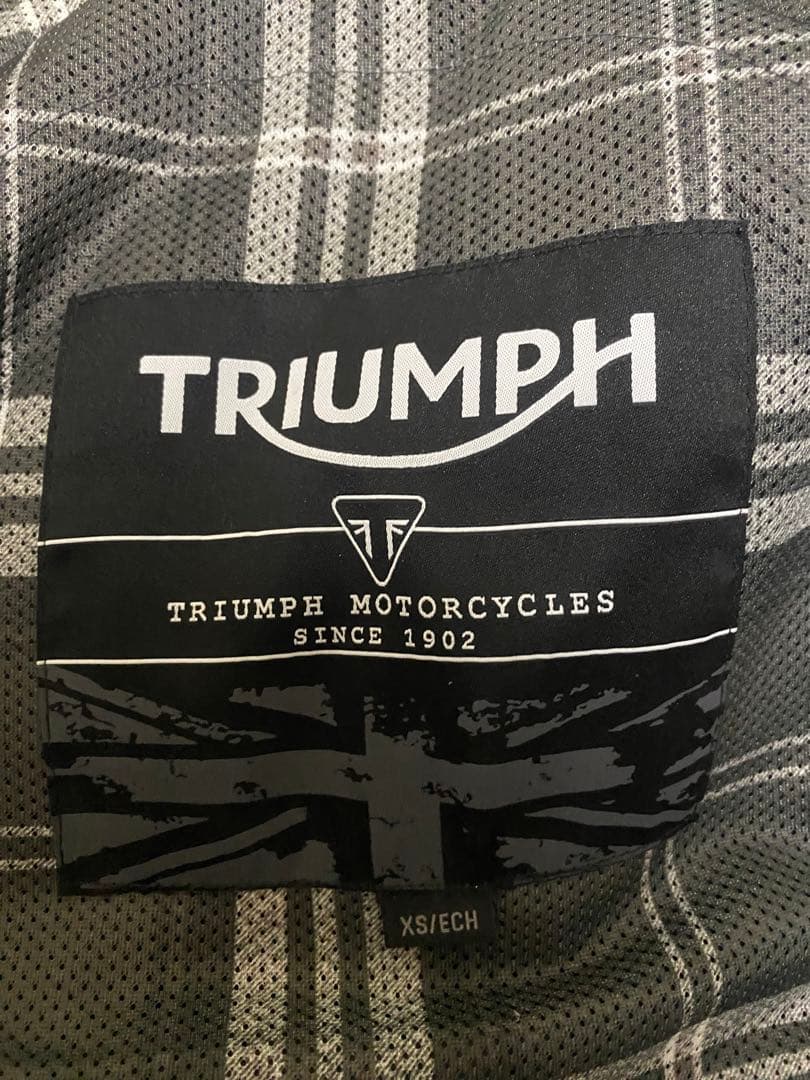 TRIUMPH
TRIUMPH MOTORCYCLES
SINCE 1902
XS/ECH